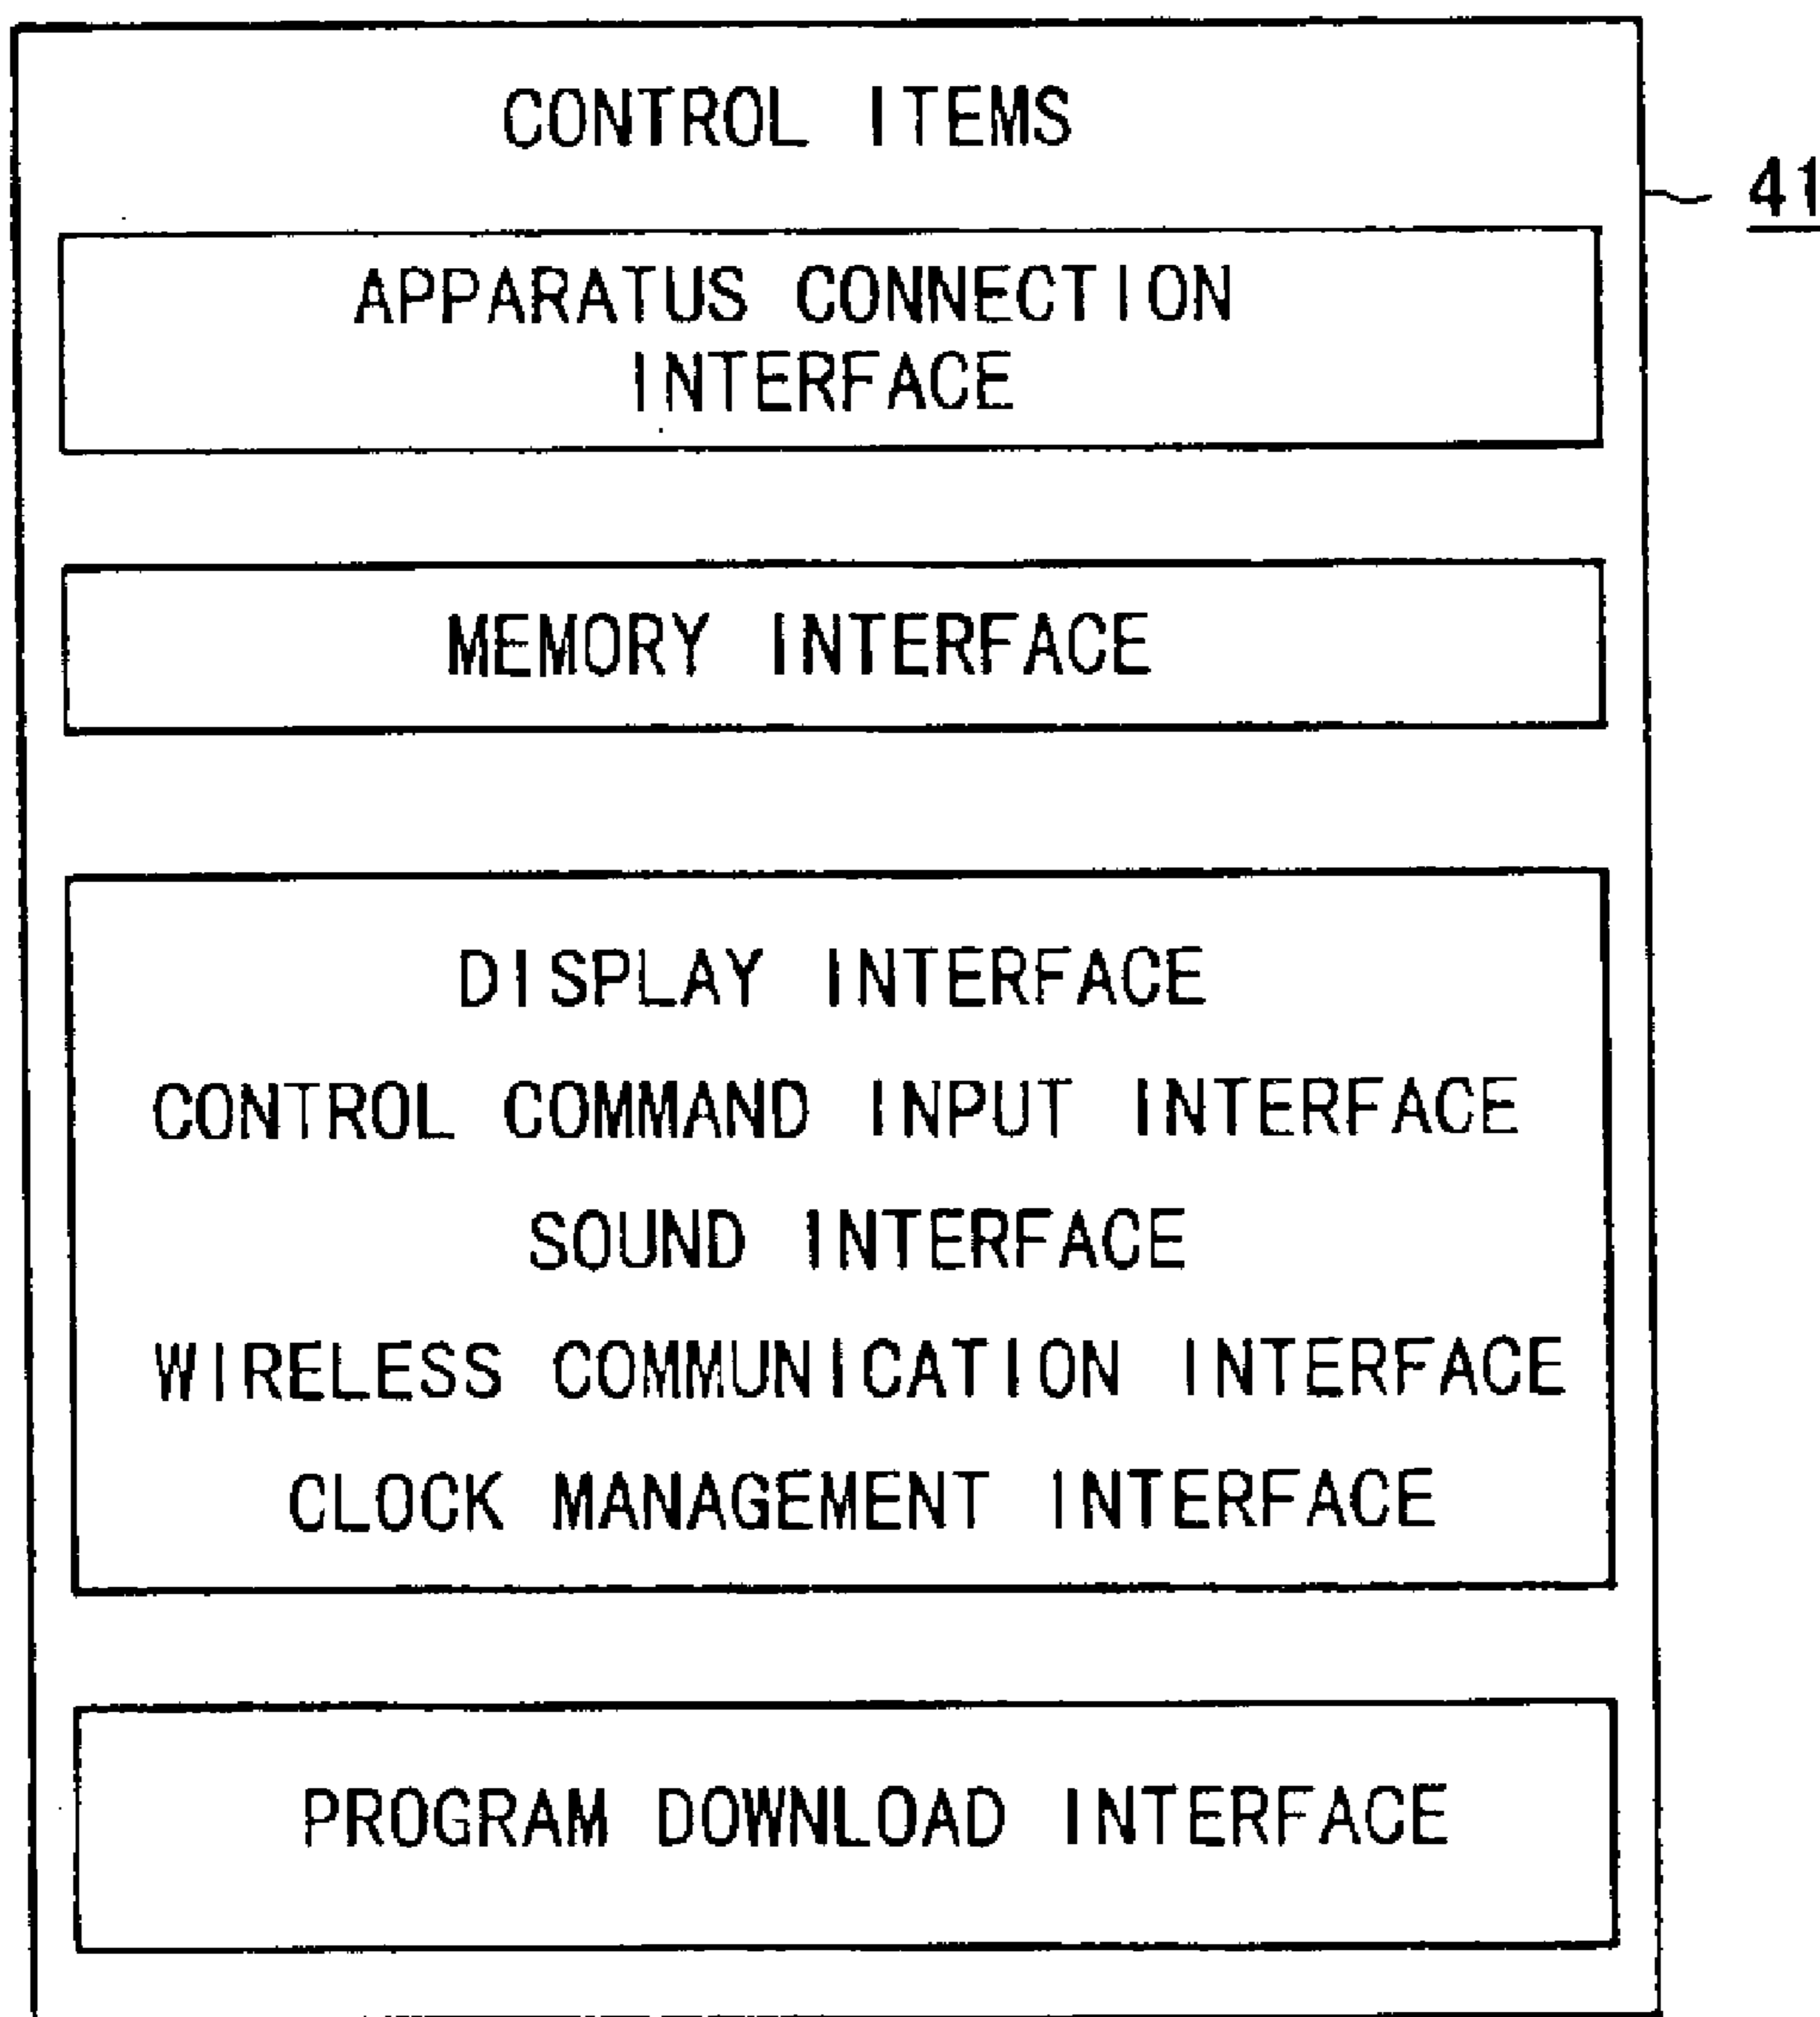 CONTROL ITEMS
41
APPARATUS CONNECTION
INTERFACE
MEMORY INTERFACE
DISPLAY INTERFACE
CONTROL COMMAND INPUT INTERFACE
SOUND INTERFACE
WIRELESS COMMUNICATION INTERFACE
CLOCK MANAGEMENT INTERFACE
PROGRAM DOWNLOAD INTERFACE